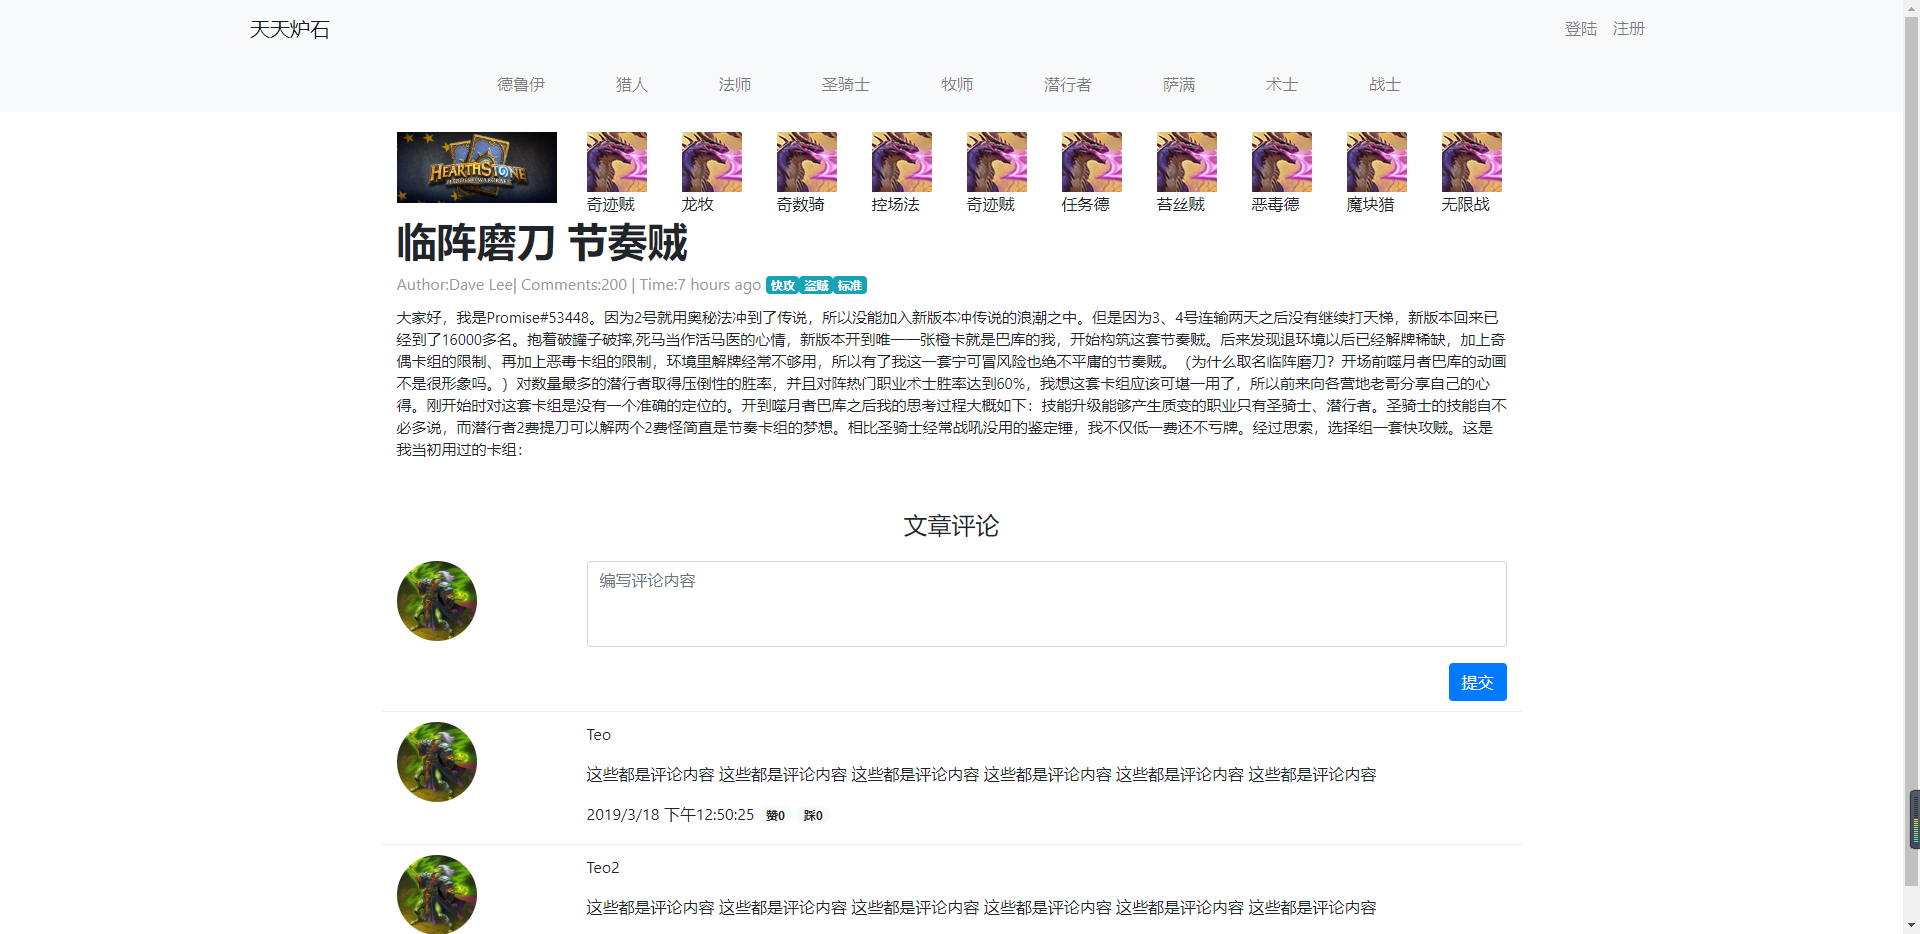 天天炉石
登陆 注册
德鲁伊 猎人 法师 圣骑士 牧师 潜行者 萨满 术士 战士
HEARTHSTONE
奇迹贼 龙牧 奇数骑 控场法 奇迹贼 任务德 苔丝贼 恶毒德 魔块猎 无限战
临阵磨刀 节奏贼
Author:Dave Lee| Comments:200 | Time:7 hours ago 快攻 盗贼 标准
大家好，我是Promise#53448。因为2号就用奥秘法冲到了传说，所以没能加入新版本冲传说的浪潮之中。但是因为3、4号连输两天之后没有继续打天梯，新版本回来已
经到了16000多名。抱着破罐子破摔,死马当作活马医的心情，新版本开到唯一一张橙卡就是巴库的我，开始构筑这套节奏贼。后来发现退环境以后已经解牌稀缺，加上奇
偶卡组的限制、再加上恶毒卡组的限制，环境里解牌经常不够用，所以有了我这一套宁可冒风险也绝不平庸的节奏贼。（为什么取名临阵磨刀？开场前噬月者巴库的动画
不是很形象吗。）对数量最多的潜行者取得压倒性的胜率，并且对阵热门职业术士胜率达到60%，我想这套卡组应该可堪一用了，所以前来向各营地老哥分享自己的心
得。刚开始时对这套卡组是没有一个准确的定位的。开到噬月者巴库之后我的思考过程大概如下：技能升级能够产生质变的职业只有圣骑士、潜行者。圣骑士的技能自不
必多说，而潜行者2费提刀可以解两个2费怪简直是节奏卡组的梦想。相比圣骑士经常战吼没用的鉴定锤，我不仅低一费还不亏牌。经过思索，选择组一套快攻贼。这是
我当初用过的卡组：
文章评论
编写评论内容
提交
Teo
这些都是评论内容 这些都是评论内容 这些都是评论内容 这些都是评论内容 这些都是评论内容 这些都是评论内容
2019/3/18 下午12:50:25 赞0 踩0
Teo2
这些都是评论内容 这些都是评论内容 这些都是评论内容 这些都是评论内容 这些都是评论内容 这些都是评论内容